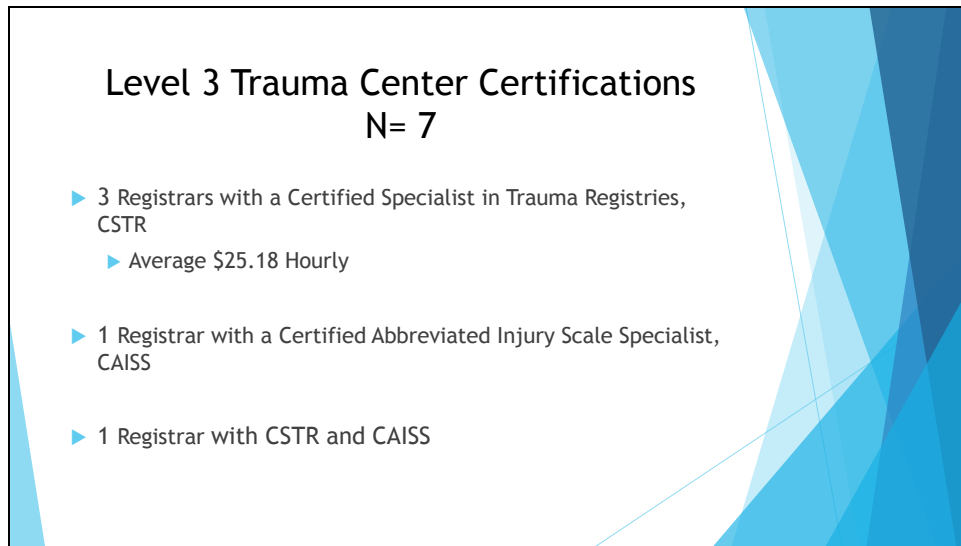 Level 3 Trauma Center Certifications
N= 7
3 Registrars with a Certified Specialist in Trauma Registries,
CSTR
Average $25.18 Hourly
1 Registrar with a Certified Abbreviated Injury Scale Specialist,
CAISS
1 Registrar with CSTR and CAISS